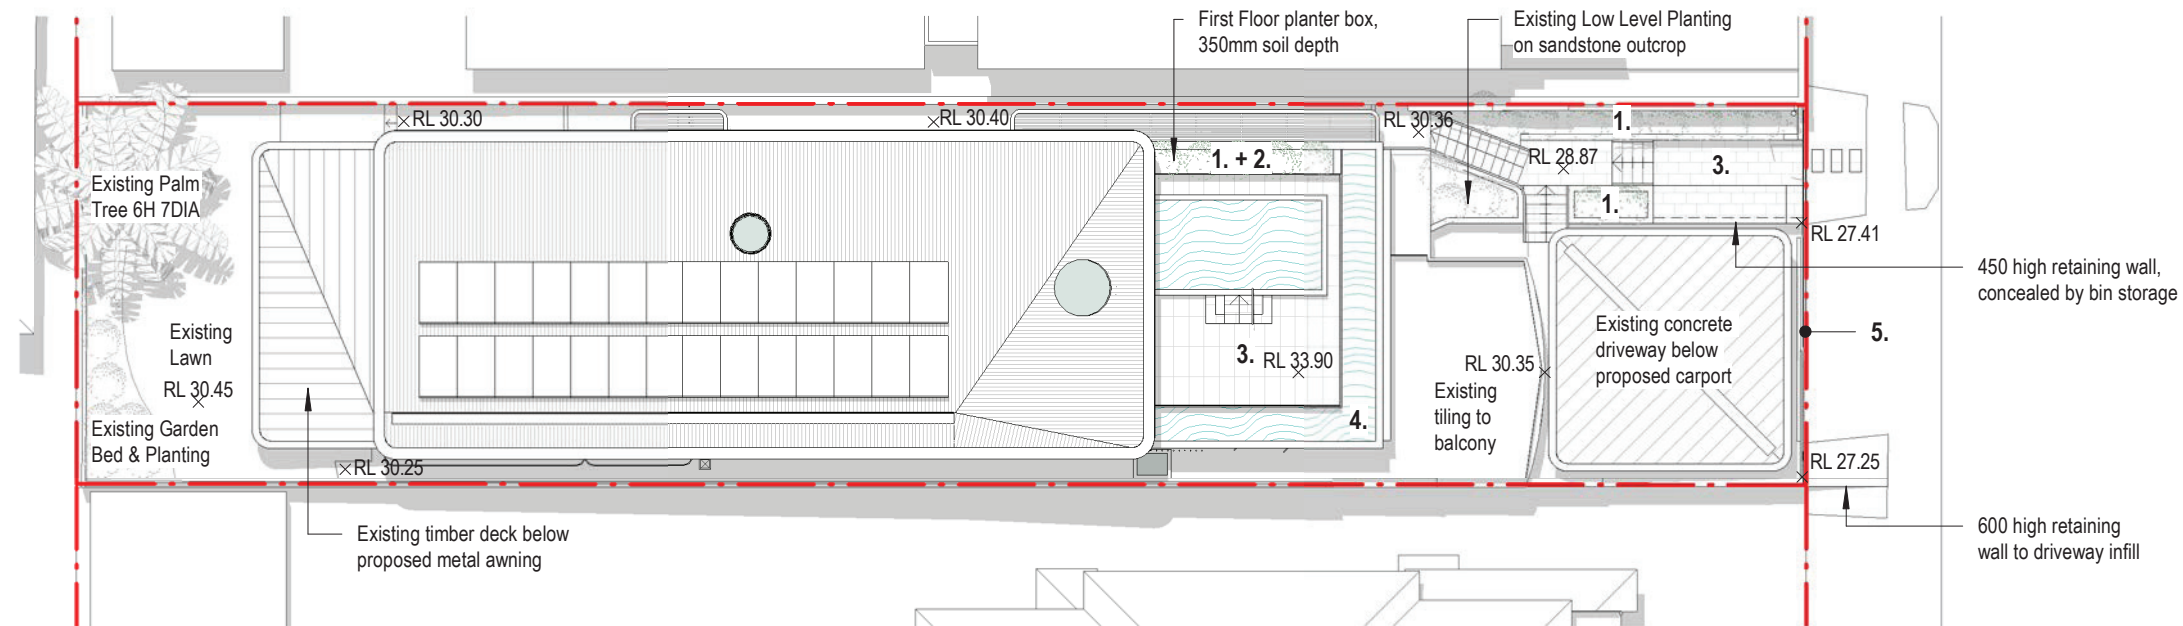 First Floor planter box,
350mm soil depth
Existing Low Level Planting
on sandstone outcrop
RL 30.30
RL 30.40
RL 30.36
1.
RL 28.87
3.
1. + 2.
1.
Existing Palm
Tree 6H 7DIA
RL 27.41
450 high retaining wall,
concealed by bin storage
Existing
Lawn
RL 30.45
Existing concrete
driveway below
proposed carport
5.
3. RL 33.90
RL 30.35
Existing
tiling to
balcony
4.
Existing Garden
Bed & Planting
RL 30.25
RL 27.25
Existing timber deck below
proposed metal awning
600 high retaining
wall to driveway infill